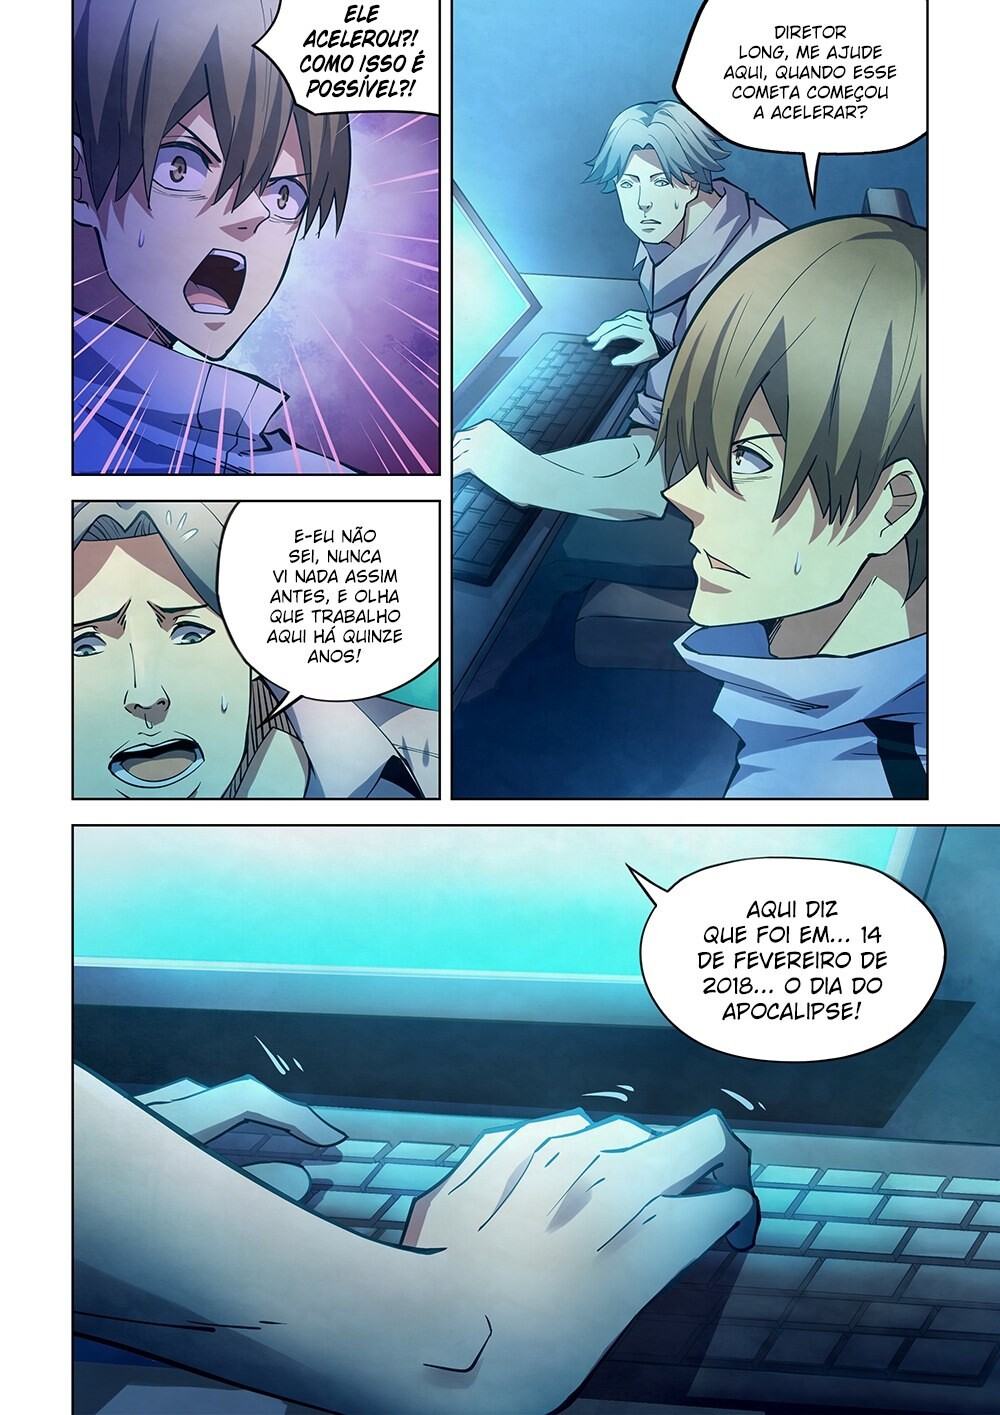 ELE
ACELEROU?!
COMO ISSO É
POSSÍVEL?!
DIRETOR
LONG, ME AJUDE
AQUI, QUANDO ESSE
COMETA COMEÇOU
A ACELERAR?
E-EU NÃO
SEI, NUNCA
VI NADA ASSIM
ANTES, E OLHA
QUE TRABALHO
AQUI HÁ QUINZE
ANOS!
AQUI DIZ
QUE FOI EM... 14
DE FEVEREIRO DE
2018... O DIA DO
APOCALIPSE!